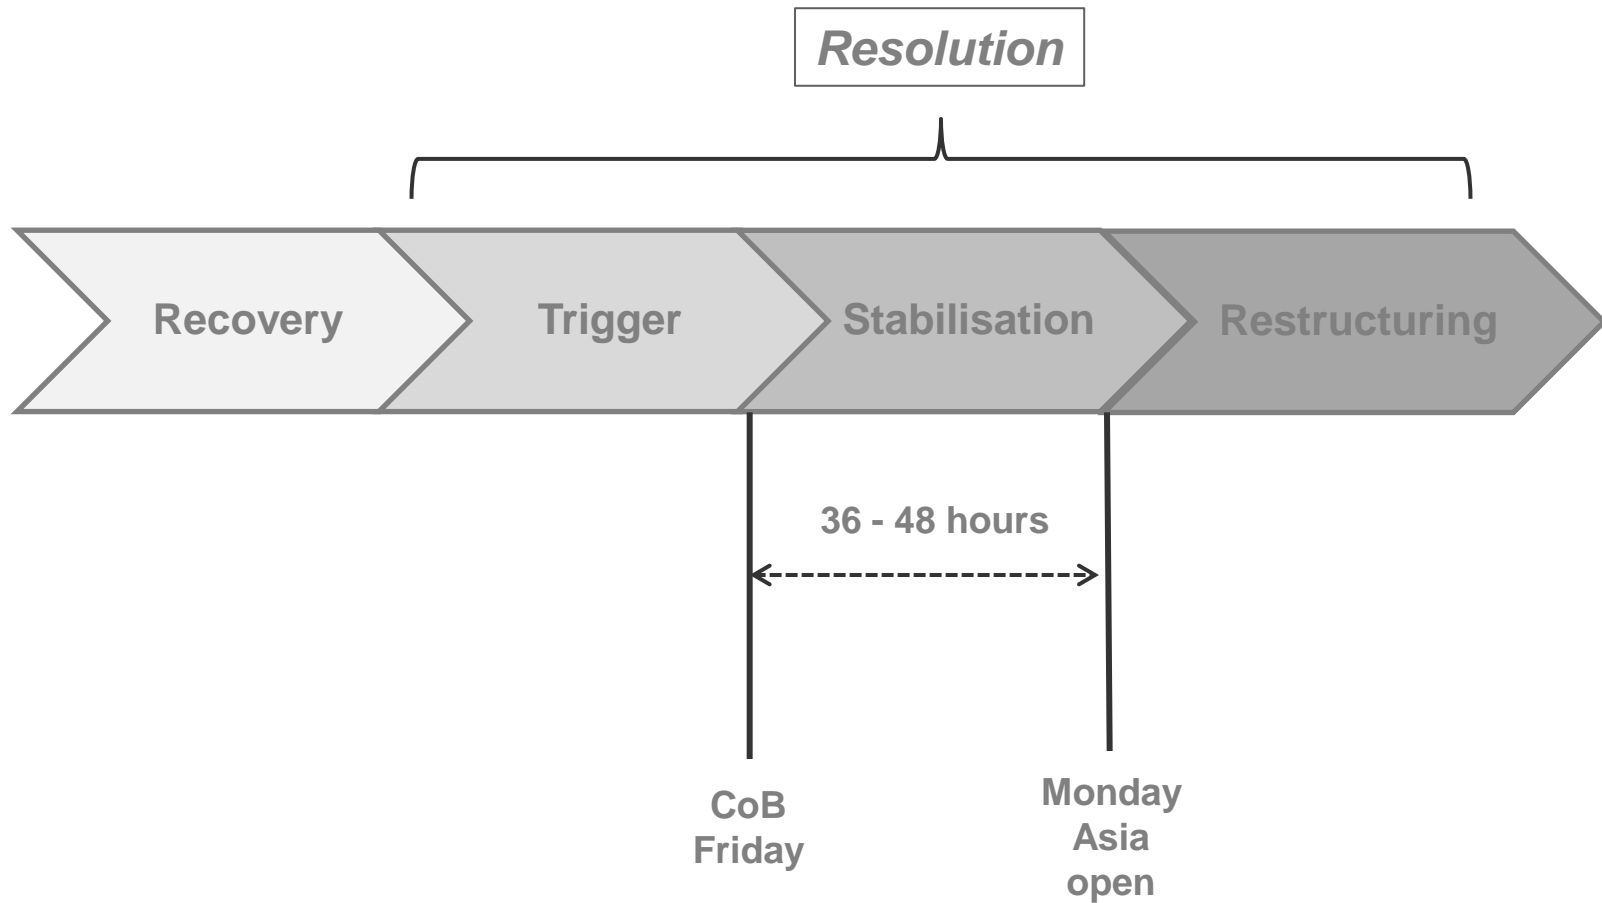 Resolution
Recovery
Trigger
Stabilisation
Restructuring
36 - 48 hours
CoB
Friday
Monday
Asia
open